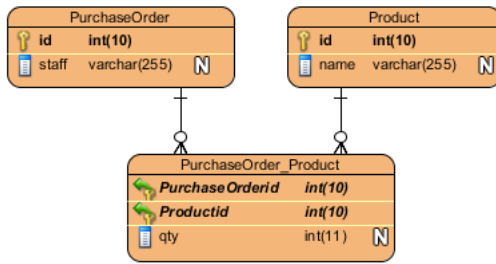 PurchaseOrder
id int(10)
staff varchar(255) N
Product
id int(10)
name varchar(255) N
PurchaseOrder_Product
PurchaseOrderid int(10)
Productid int(10)
qty int(11) N